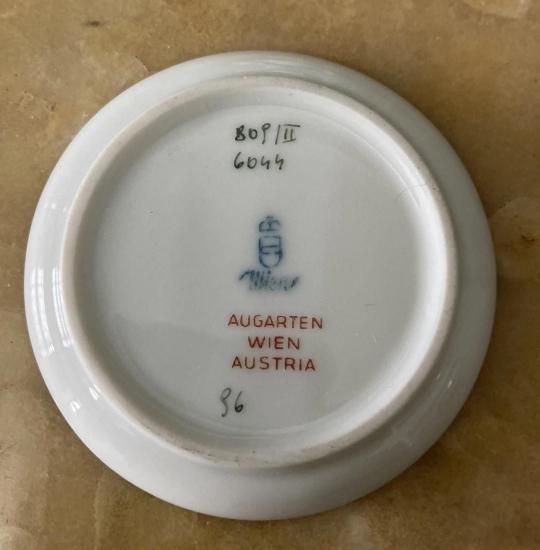 809/II
6044
Wien
AUGARTEN
WIEN
AUSTRIA
96